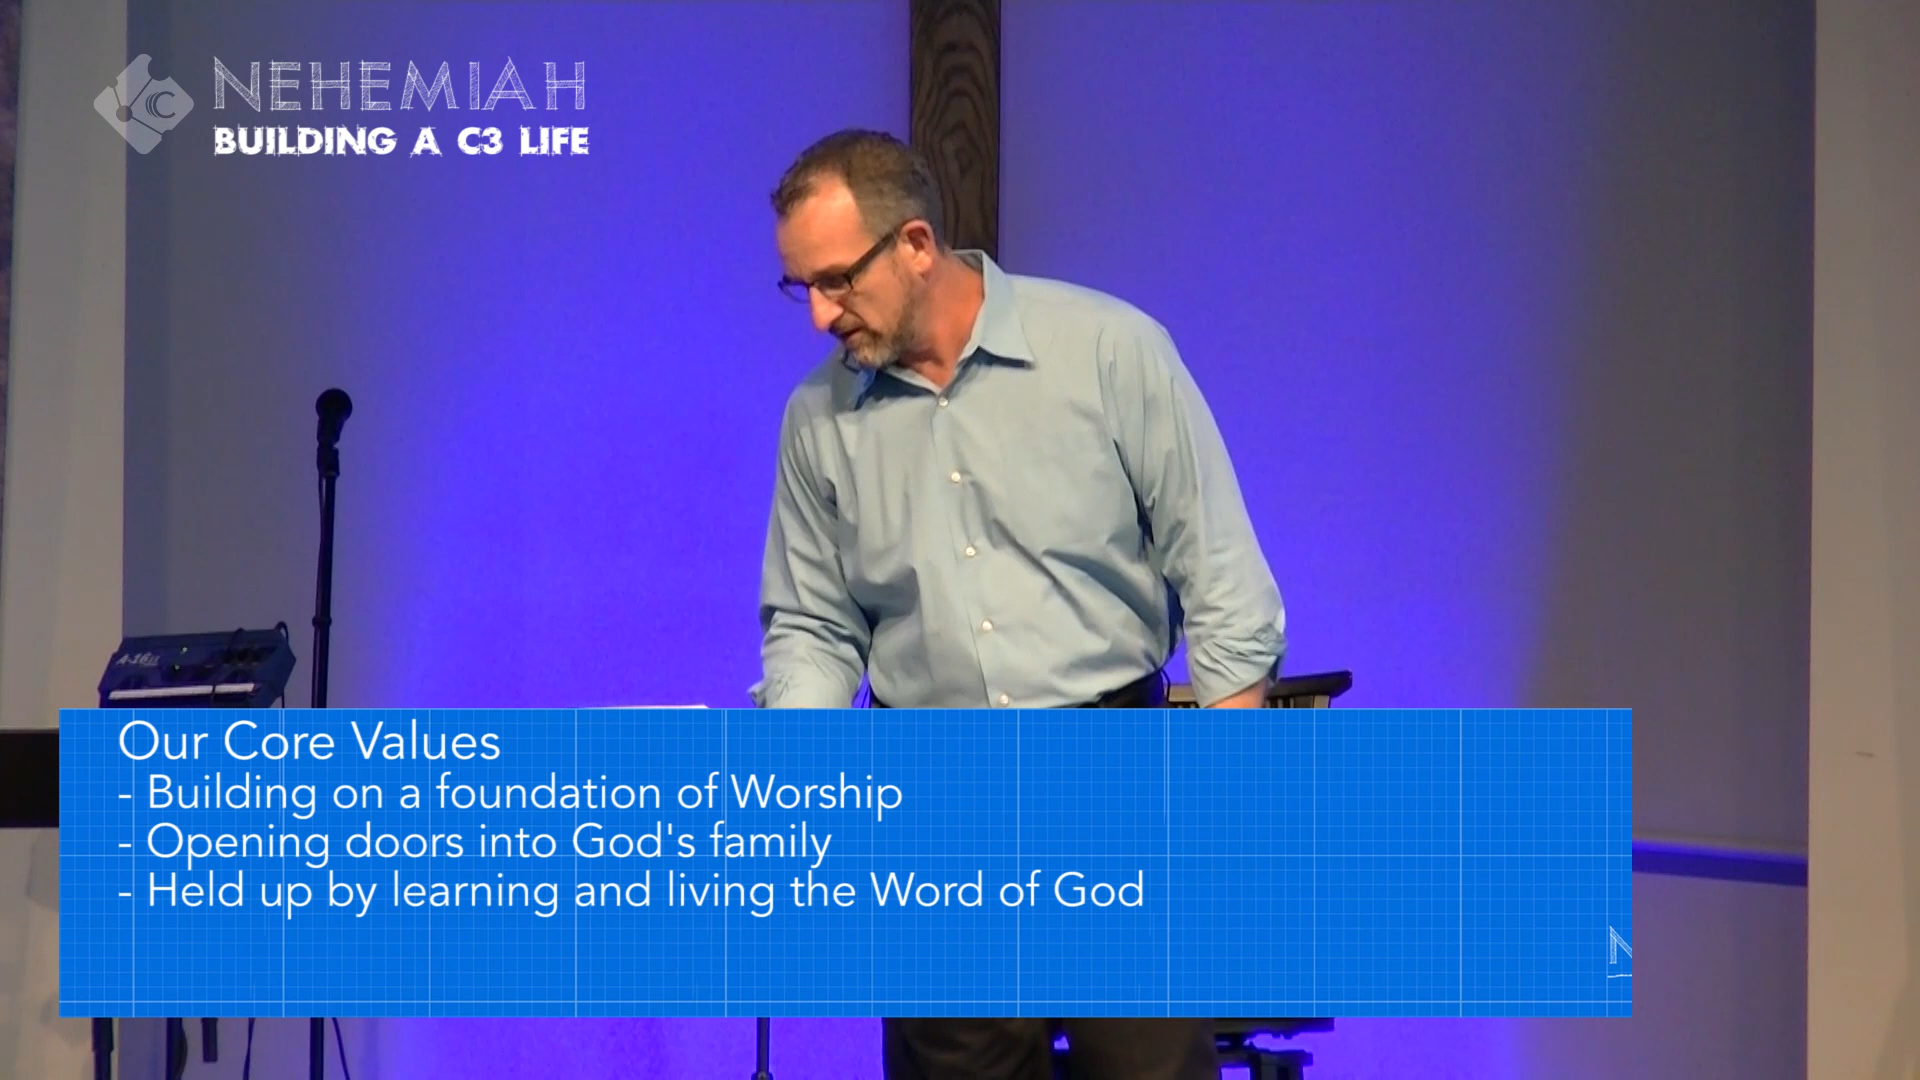 C
NEHEMIAH
BUILDING A C3 LIFE
A-16II
Our Core Values
- Building on a foundation of Worship
- Opening doors into God's family
- Held up by learning and living the Word of God
N